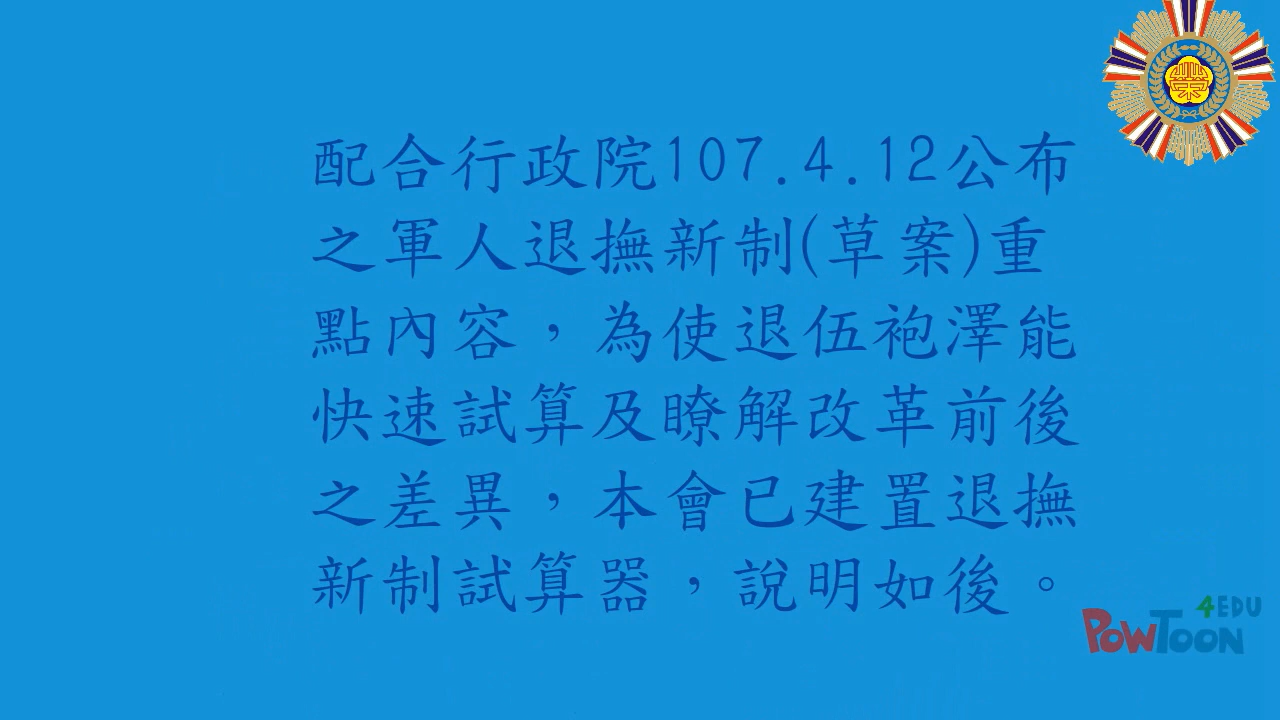 配合行政院107.4.12公布
之軍人退撫新制(草案)重
點內容，為使退伍袍澤能
快速試算及瞭解改革前後
之差異，本會已建置退撫
新制試算器，說明如後。
榮
4EDU
PowToon